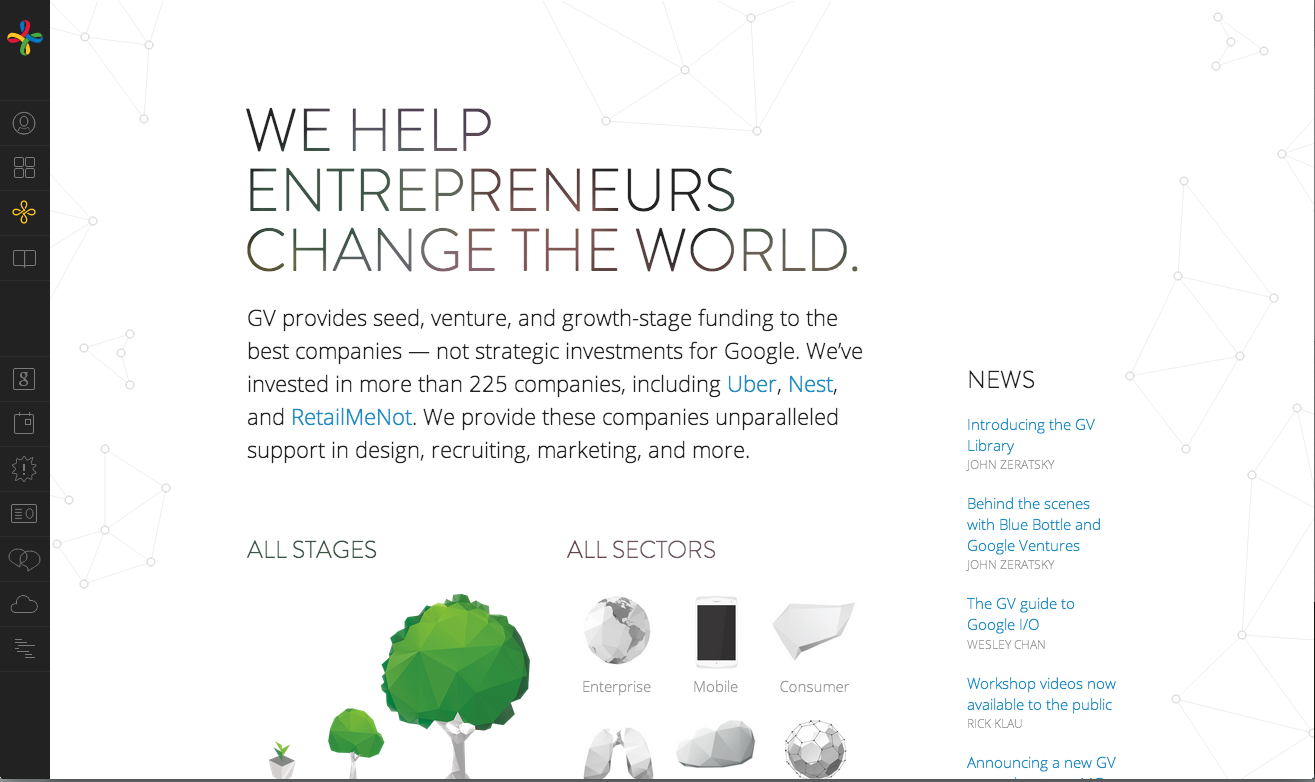 WE HELP
ENTREPRENEURS
CHANGE THE WORLD.
GV provides seed, venture, and growth-stage funding to the
best companies — not strategic investments for Google. We’ve
invested in more than 225 companies, including Uber, Nest,
and RetailMeNot. We provide these companies unparalleled
support in design, recruiting, marketing, and more.
ALL STAGES
ALL SECTORS
Enterprise
Mobile
Consumer
NEWS
Introducing the GV
Library
JOHN ZERATSKY
Behind the scenes
with Blue Bottle and
Google Ventures
JOHN ZERATSKY
The GV guide to
Google I/O
WESLEY CHAN
Workshop videos now
available to the public
RICK KLAU
Announcing a new GV